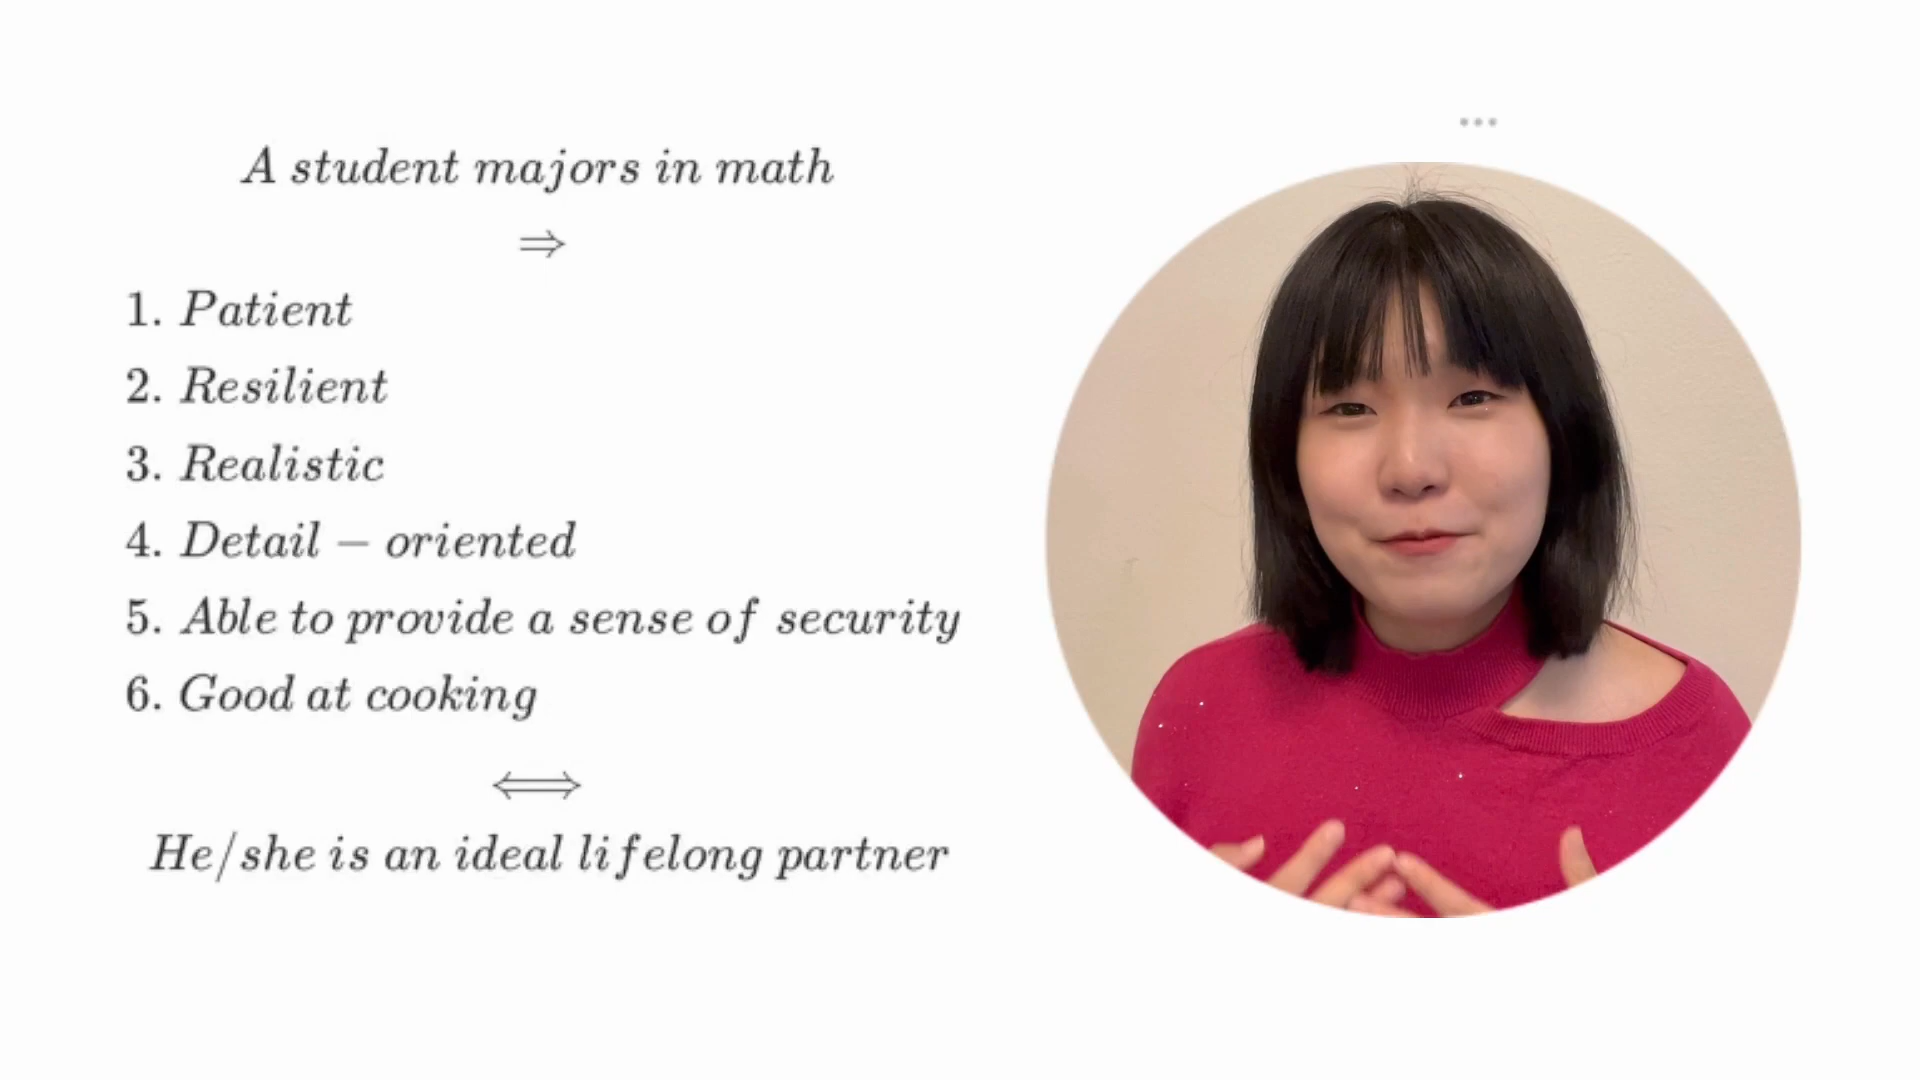 A student majors in math
⇒
1. Patient
2. Resilient
3. Realistic
4. Detail − oriented
5. Able to provide a sense of security
6. Good at cooking
⟺
He/she is an ideal lifelong partner